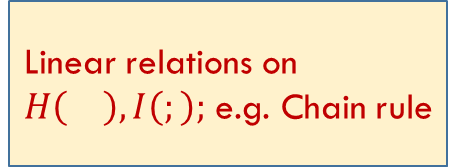 Linear relations on
H(   ), I(; ); e.g. Chain rule